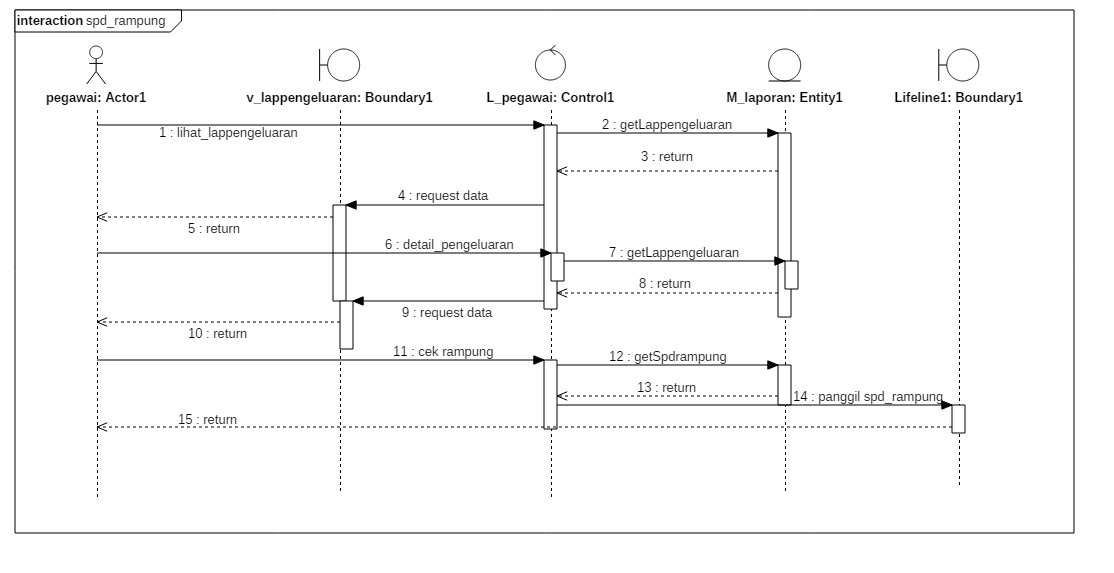 interaction spd_rampung
pegawai: Actor1
v_lappengeluaran: Boundary1
L_pegawai: Control1
M_laporan: Entity1
Lifeline1: Boundary1
1 : lihat_lappengeluaran
2 : getLappengeluaran
3 : return
4 : request data
5 : return
6 : detail_pengeluaran
7 : getLappengeluaran
8 : return
9 : request data
10 : return
11 : cek rampung
12 : getSpdrampung
13 : return
14 : panggil spd_rampung
15 : return